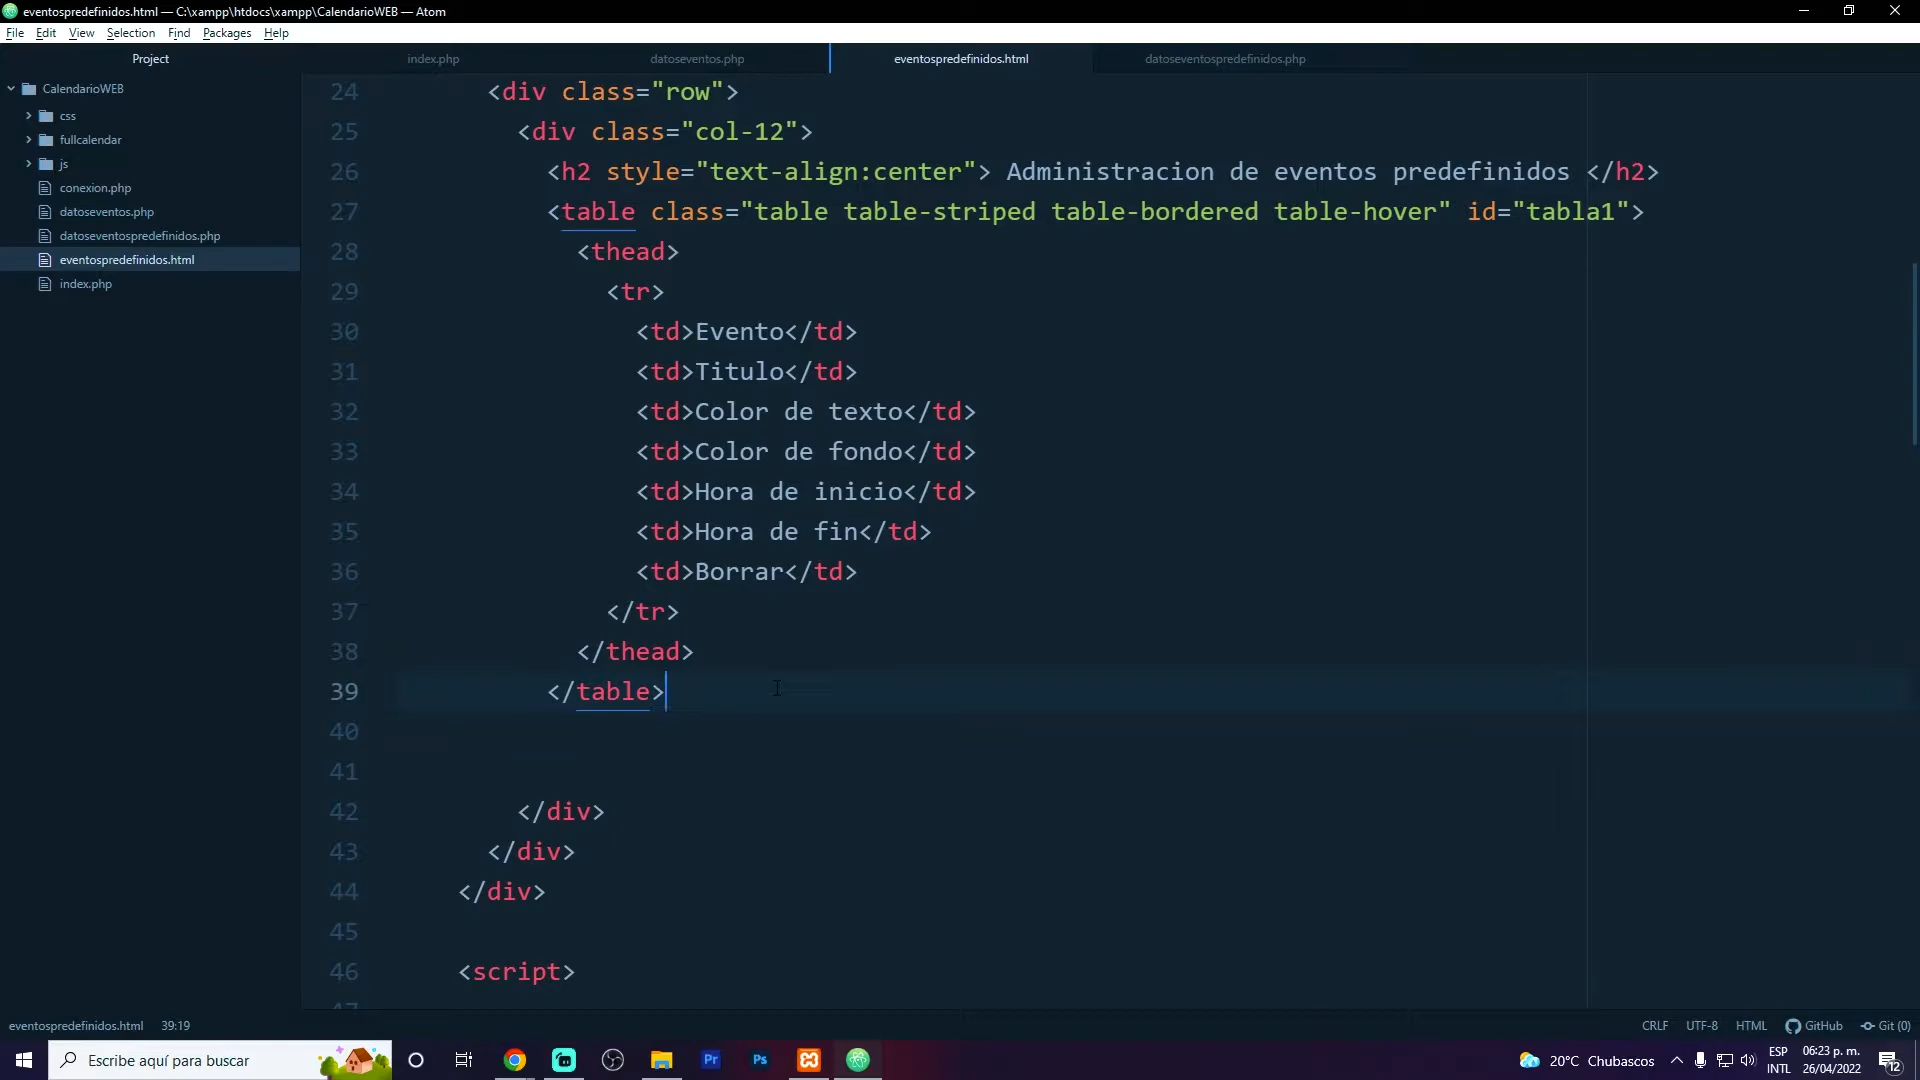 eventospredefinidos.html — C:\xampp\htdocs\xampp\CalendarioWEB — Atom
File Edit View Selection Find Packages Help
Project
index.php datoseventos.php eventospredefinidos.html datoseventospredefinidos.php
CalendarioWEB
css
fullcalendar
js
conexion.php
datoseventos.php
datoseventospredefinidos.php
eventospredefinidos.html
index.php
24 <div class="row">
25 <div class="col-12">
26 <h2 style="text-align:center"> Administracion de eventos predefinidos </h2>
27 <table class="table table-striped table-bordered table-hover" id="tabla1">
28 <thead>
29 <tr>
30 <td>Evento</td>
31 <td>Titulo</td>
32 <td>Color de texto</td>
33 <td>Color de fondo</td>
34 <td>Hora de inicio</td>
35 <td>Hora de fin</td>
36 <td>Borrar</td>
37 </tr>
38 </thead>
39 </table>
40
41
42 </div>
43 </div>
44 </div>
45
46 <script>
47
eventospredefinidos.html 39:19
CRLF UTF-8 HTML GitHub Git (0)
Escribe aquí para buscar
Pr Ps
20°C Chubascos
ESP INTL
06:23 p. m.
26/04/2022
12